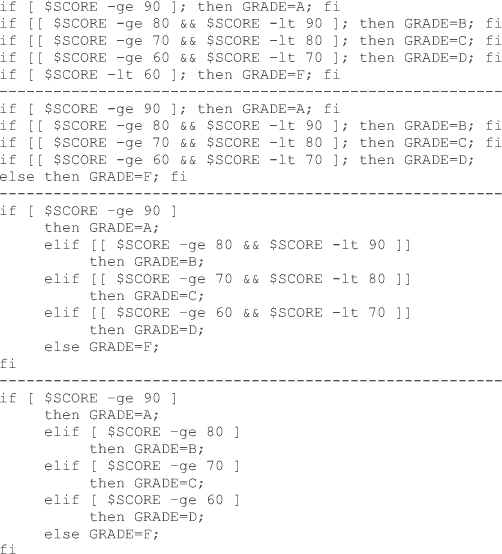 if [ $SCORE -ge 90 ]; then GRADE=A; fi
if [[ $SCORE -ge 80 && $SCORE -lt 90 ]; then GRADE=B; fi
if [[ $SCORE -ge 70 && $SCORE -lt 80 ]; then GRADE=C; fi
if [[ $SCORE -ge 60 && $SCORE -lt 70 ]; then GRADE=D; fi
if [ $SCORE -lt 60 ]; then GRADE=F; fi
if [ $SCORE -ge 90 ]; then GRADE=A; fi
if [[ $SCORE -ge 80 && $SCORE -lt 90 ]; then GRADE=B; fi
if [[ $SCORE -ge 70 && $SCORE -lt 80 ]; then GRADE=C; fi
if [[ $SCORE -ge 60 && $SCORE -lt 70 ]; then GRADE=D;
else then GRADE=F; fi
if [ $SCORE -ge 90 ]
then GRADE=A;
elif [[ $SCORE -ge 80 && $SCORE -lt 90 ]]
then GRADE=B;
elif [[ $SCORE -ge 70 && $SCORE -lt 80 ]]
then GRADE=C;
elif [[ $SCORE -ge 60 && $SCORE -lt 70 ]]
then GRADE=D;
else GRADE=F;
fi
if [ $SCORE -ge 90 ]
then GRADE=A;
elif [ $SCORE -ge 80 ]
then GRADE=B;
elif [ $SCORE -ge 70 ]
then GRADE=C;
elif [ $SCORE -ge 60 ]
then GRADE=D;
else GRADE=F;
fi